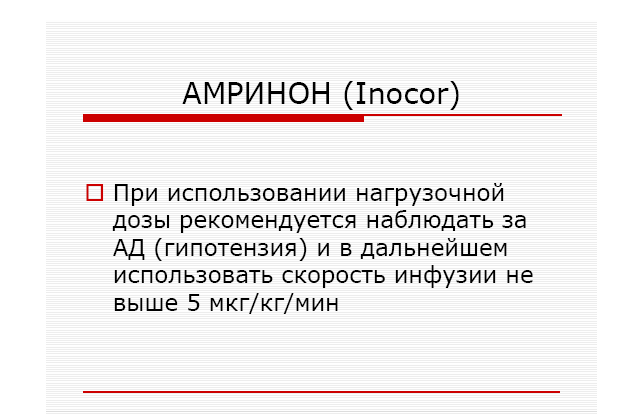 АМРИНОН (Inocor)
При использовании нагрузочной
дозы рекомендуется наблюдать за
АД (гипотензия) и в дальнейшем
использовать скорость инфузии не
выше 5 мкг/кг/мин